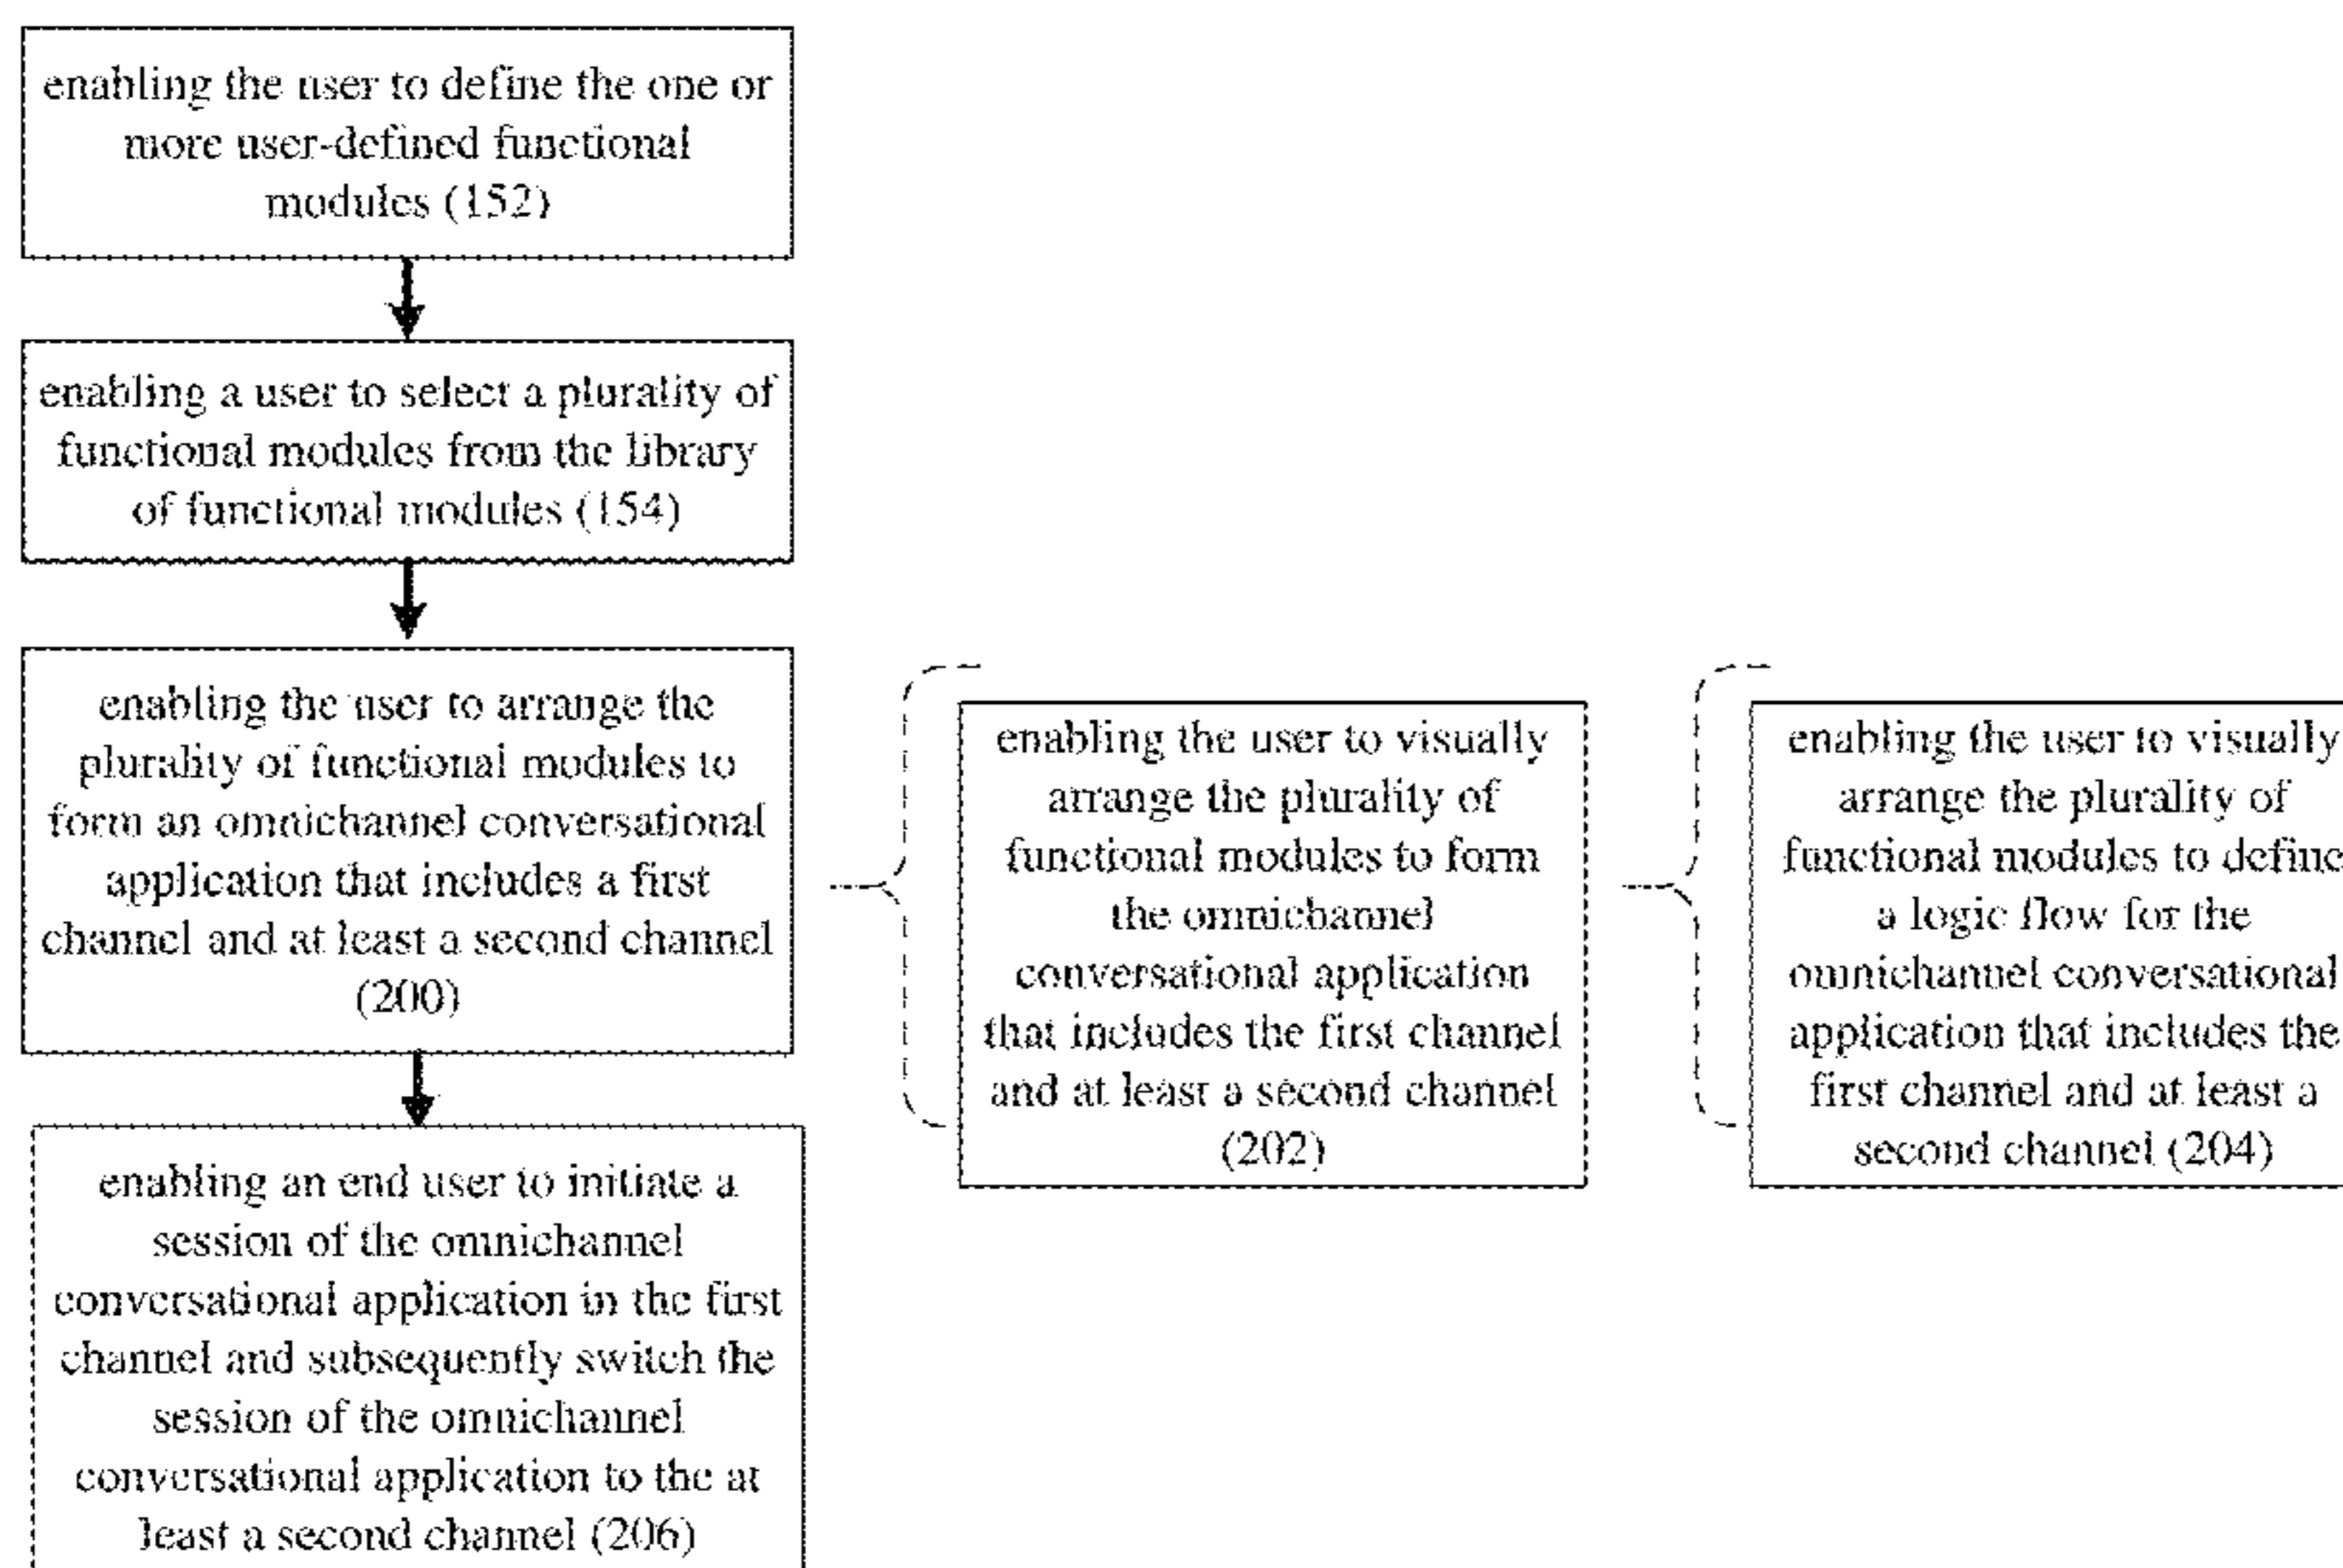 enabling the user to define the one or
more user-defined functional
modules (152)
enabling a user to select a plurality of
functional modules from the library
of functional modules (154)
enabling the user to arrange the
plurality of functional modules to
form an omnichannel conversational
application that includes a first
channel and at least a second channel
(200)
enabling the user to visually
arrange the plurality of
functional modules to form
the omnichannel
conversational application
that includes the first channel
and at least a second channel
(202)
enabling the user to visually
arrange the plurality of
functional modules to define
a logic flow for the
omnichannel conversational
application that includes the
first channel and at least a
second channel (204)
enabling an end user to initiate a
session of the omnichannel
conversational application in the first
channel and subsequently switch the
session of the omnichannel
conversational application to the at
least a second channel (206)